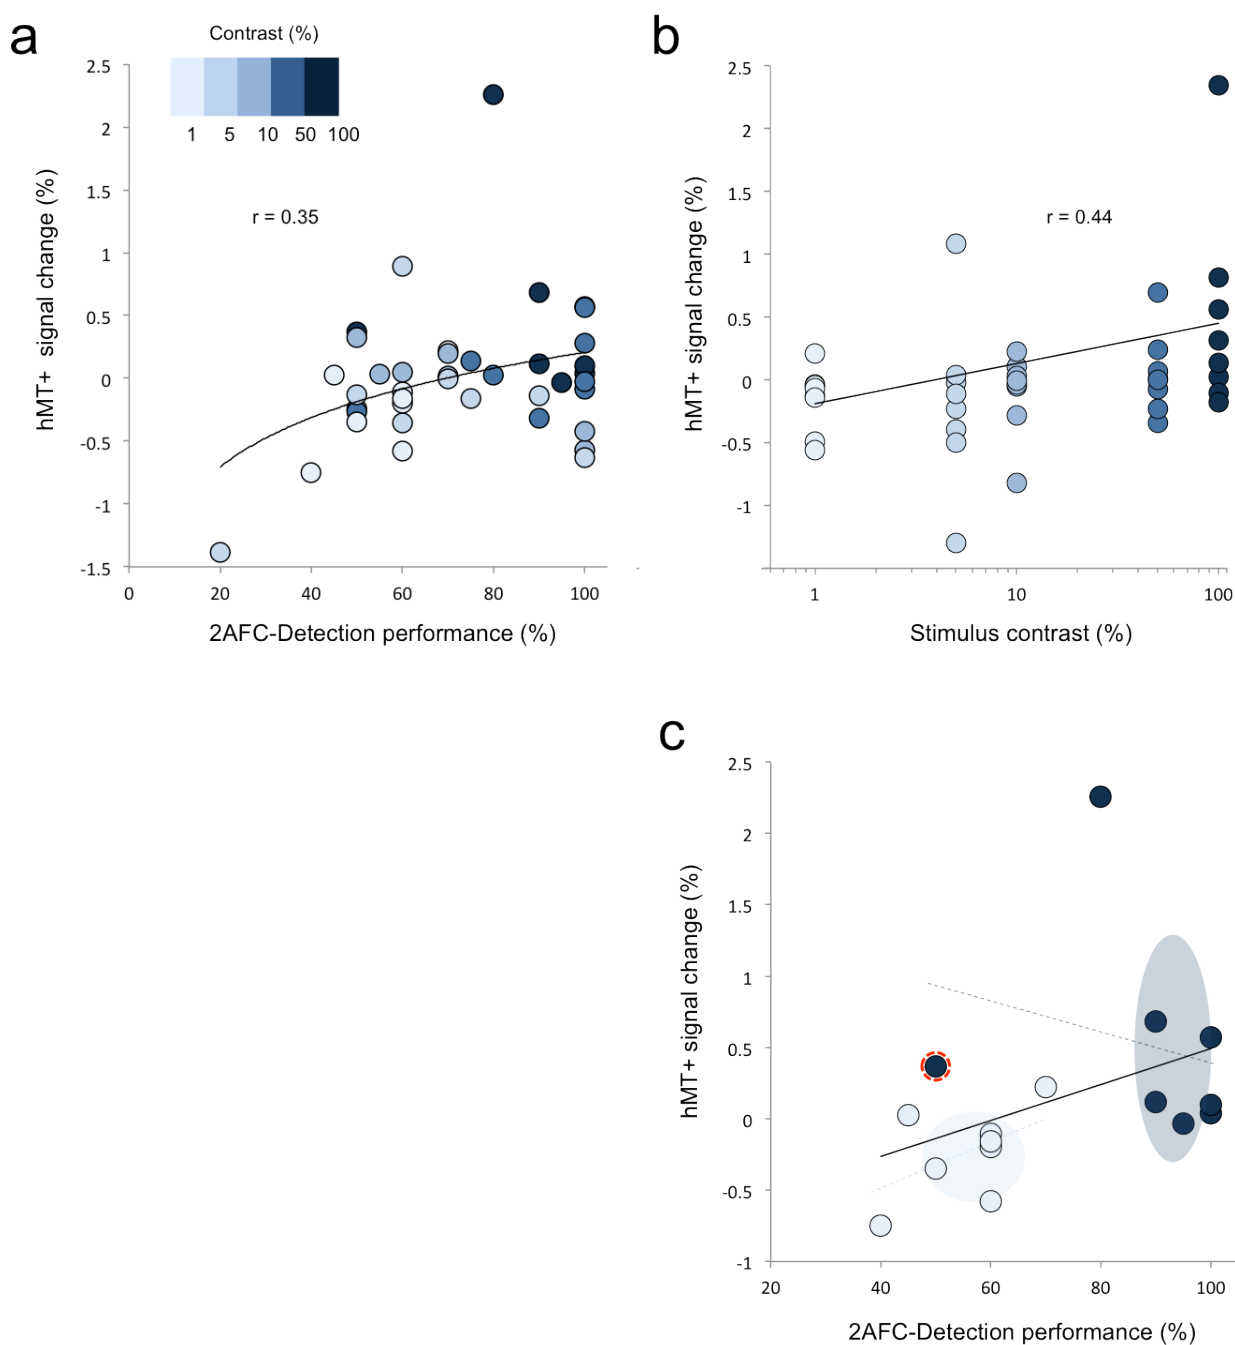 a
Contrast (%)
1 5 10 50 100
2.5
2
1.5
1
0.5
0
-0.5
-1
-1.5
hMT+ signal change (%)
r = 0.35
0 20 40 60 80 100
2AFC-Detection performance (%)
b
2.5
2
1.5
1
0.5
0
-0.5
-1
hMT+ signal change (%)
r = 0.44
1 10 100
Stimulus contrast (%)
c
2.5
2
1.5
1
0.5
0
-0.5
-1
hMT+ signal change (%)
20 40 60 80 100
2AFC-Detection performance (%)